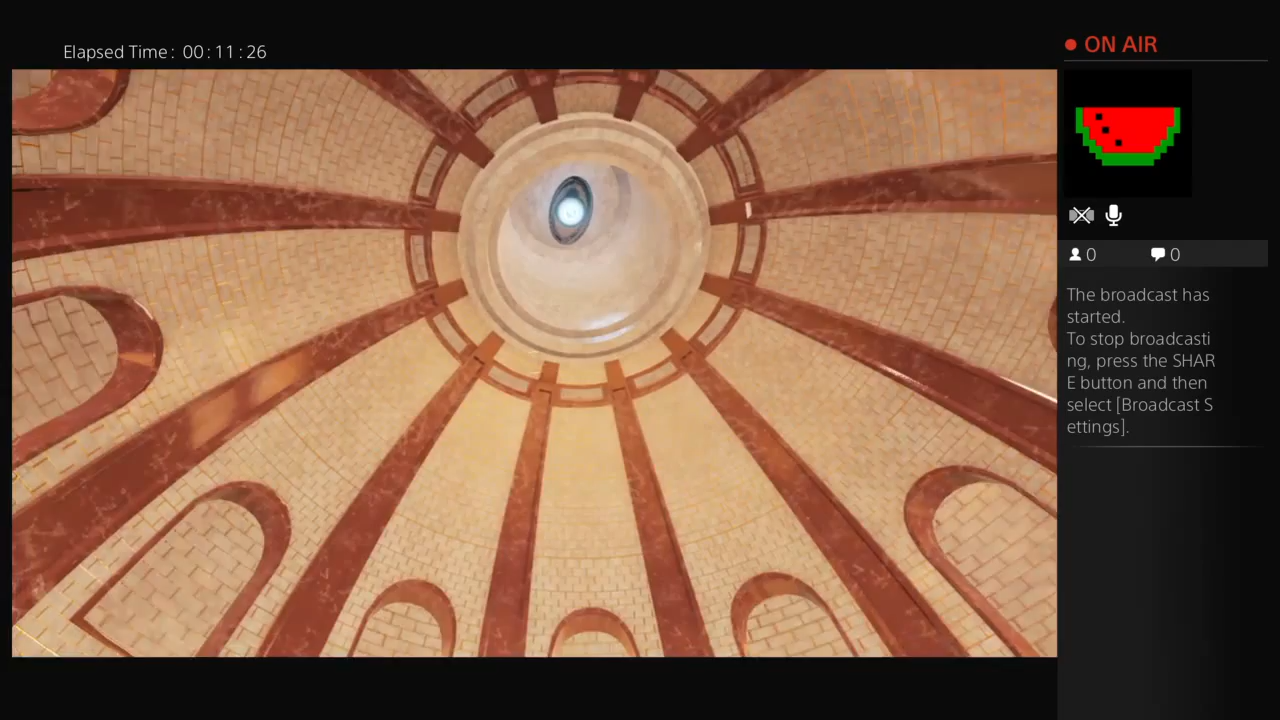 Elapsed Time: 00:11:26
ON AIR
0
0
The broadcast has
started.
To stop broadcasti
ng, press the SHAR
E button and then
select [Broadcast S
ettings].